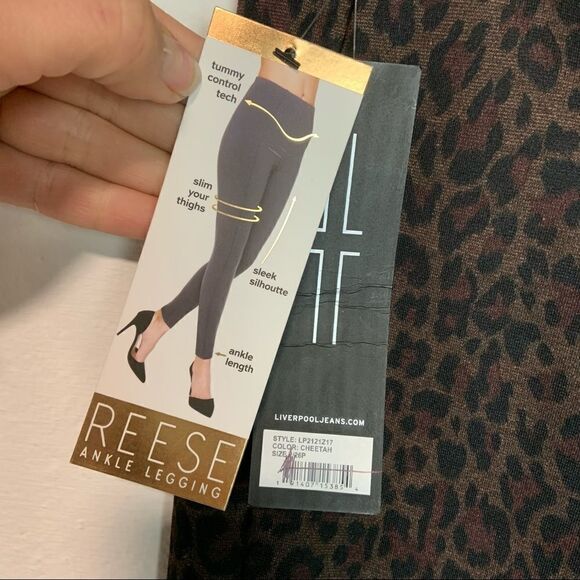 tummy
control
tech
slim
your
thighs
sleek
silhoutte
ankle
length
REESE
ANKLE LEGGING
LIVERPOOLJEANS.COM
STYLE: LP2121Z17
COLOR: CHEETAH